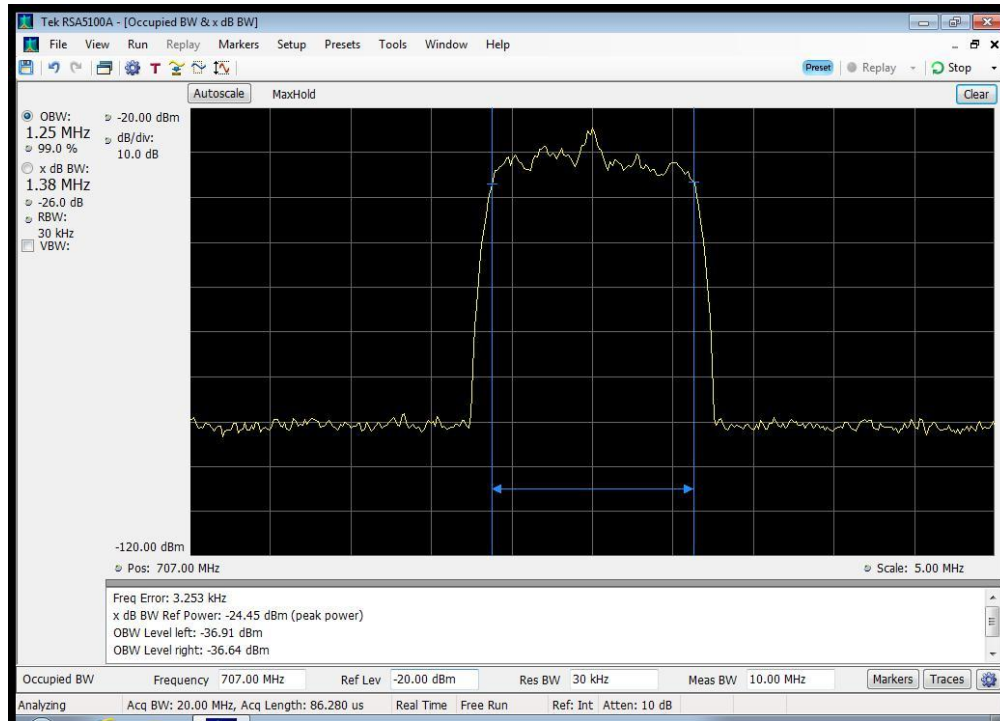 Tek RSA5100A - [Occupied BW & x dB BW]
File View Run Replay Markers Setup Presets Tools Window Help
T Preset Replay Stop
Autoscale MaxHold Clear
OBW:
1.25 MHz
99.0 %
x dB BW:
1.38 MHz
-26.0 dB
RBW:
30 kHz
VBW:
-20.00 dBm
dB/div:
10.0 dB
-120.00 dBm
Pos: 707.00 MHz Scale: 5.00 MHz
Freq Error: 3.253 kHz
x dB BW Ref Power: -24.45 dBm (peak power)
OBW Level left: -36.91 dBm
OBW Level right: -36.64 dBm
Occupied BW Frequency 707.00 MHz Ref Lev -20.00 dBm Res BW 30 kHz Meas BW 10.00 MHz Markers Traces
Analyzing Acq BW: 20.00 MHz, Acq Length: 86.280 us Real Time Free Run Ref: Int Atten: 10 dB